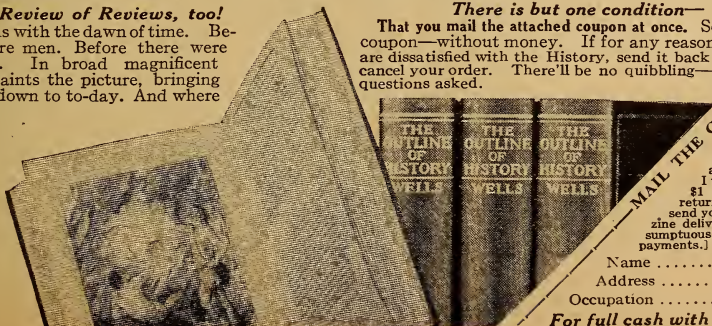 Review of Reviews, too!
s with the dawn of time. Be-
re men. Before there were
. In broad magnificent
aints the picture, bringing
down to to-day. And where
There is but one condition—
That you mail the attached coupon at once. S
coupon—without money. If for any reason
are dissatisfied with the History, send it back
cancel your order. There'll be no quibbling—
questions asked.
THE OUTLINE OF HISTORY WELLS
THE OUTLINE OF HISTORY WELLS
THE OUTLINE OF HISTORY WELLS
MAIL THE C
I
$1
retur
send yo
zine deliv
sumptuous
payments.]
Name ........
Address ......
Occupation ......
For full cash with